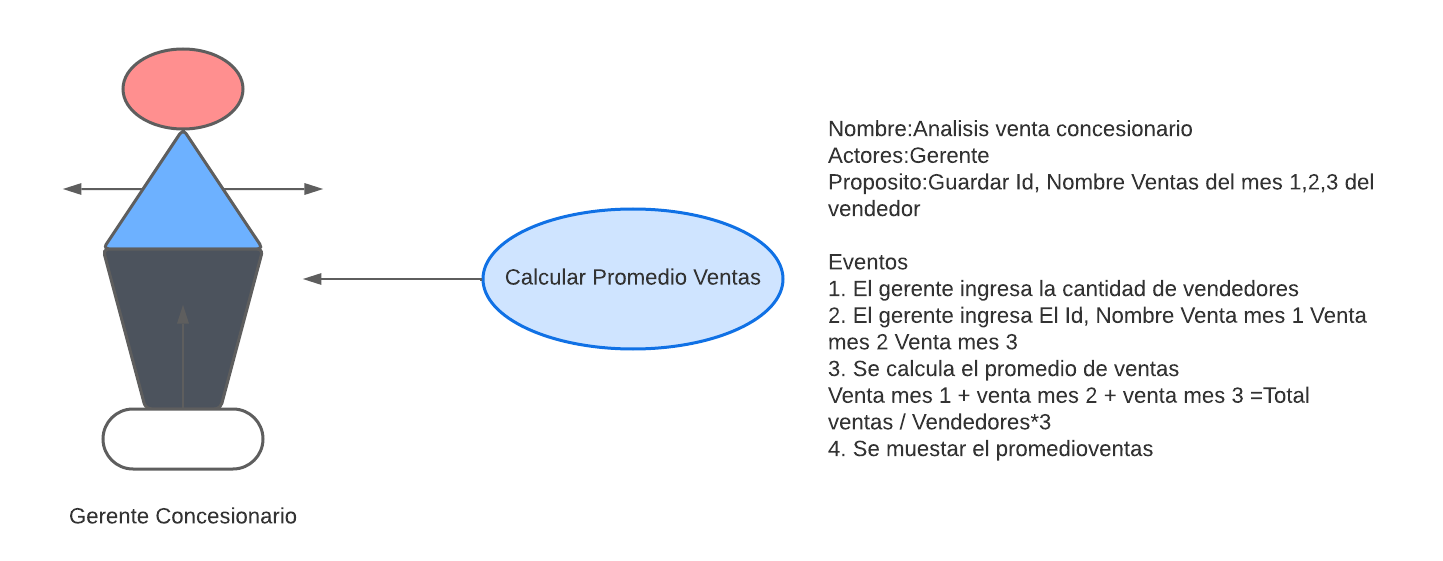 Nombre:Analisis venta concesionario
Actores:Gerente
Proposito:Guardar Id, Nombre Ventas del mes 1,2,3 del
vendedor
Calcular Promedio Ventas
Eventos
1. El gerente ingresa la cantidad de vendedores
2. El gerente ingresa El Id, Nombre Venta mes 1 Venta
mes 2 Venta mes 3
3. Se calcula el promedio de ventas
Venta mes 1 + venta mes 2 + venta mes 3 =Total
ventas / Vendedores*3
4. Se muestar el promedioventas
Gerente Concesionario